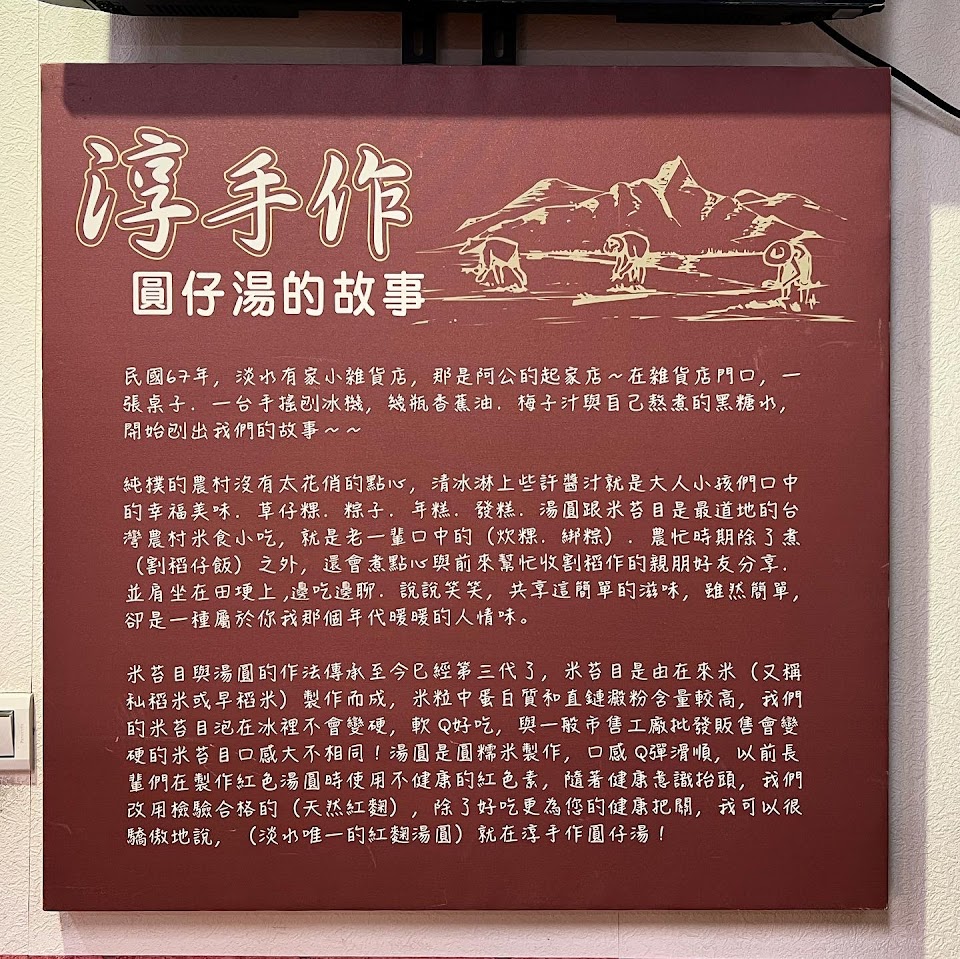 淳手作
圓仔湯的故事
民國67年，淡水有家小雜貨店，那是阿公的起家店～在雜貨店門口，一
張桌子．一台手搖刨冰機，幾瓶香蕉油．梅子汁與自己熬煮的黑糖水，
開始刨出我們的故事～～
純樸的農村沒有太花俏的點心，清冰淋上些許醬汁就是大人小孩們口中
的幸福美味．草仔粿．粽子．年糕．發糕．湯圓跟米苔目是最道地的台
灣農村米食小吃，就是老一輩口中的（炊粿．綁粽）．農忙時期除了煮
（割稻仔飯）之外，還會煮點心與前來幫忙收割稻作的親朋好友分享．
並肩坐在田埂上,邊吃邊聊．說說笑笑，共享這簡單的滋味，雖然簡單，
卻是一種屬於你我那個年代暖暖的人情味。
米苔目與湯圓的作法傳承至今已經第三代了，米苔目是由在來米（又稱
秈稻米或旱稻米）製作而成，米粒中蛋白質和直鏈澱粉含量較高，我們
的米苔目泡在冰裡不會變硬，軟Q好吃，與一般市售工廠批發販售會變
硬的米苔目口感大不相同！湯圓是圓糯米製作，口感Q彈滑順，以前長
輩們在製作紅色湯圓時使用不健康的紅色素，隨著健康意識抬頭，我們
改用檢驗合格的（天然紅麴），除了好吃更為您的健康把關，我可以很
驕傲地說，（淡水唯一的紅麴湯圓）就在淳手作圓仔湯！